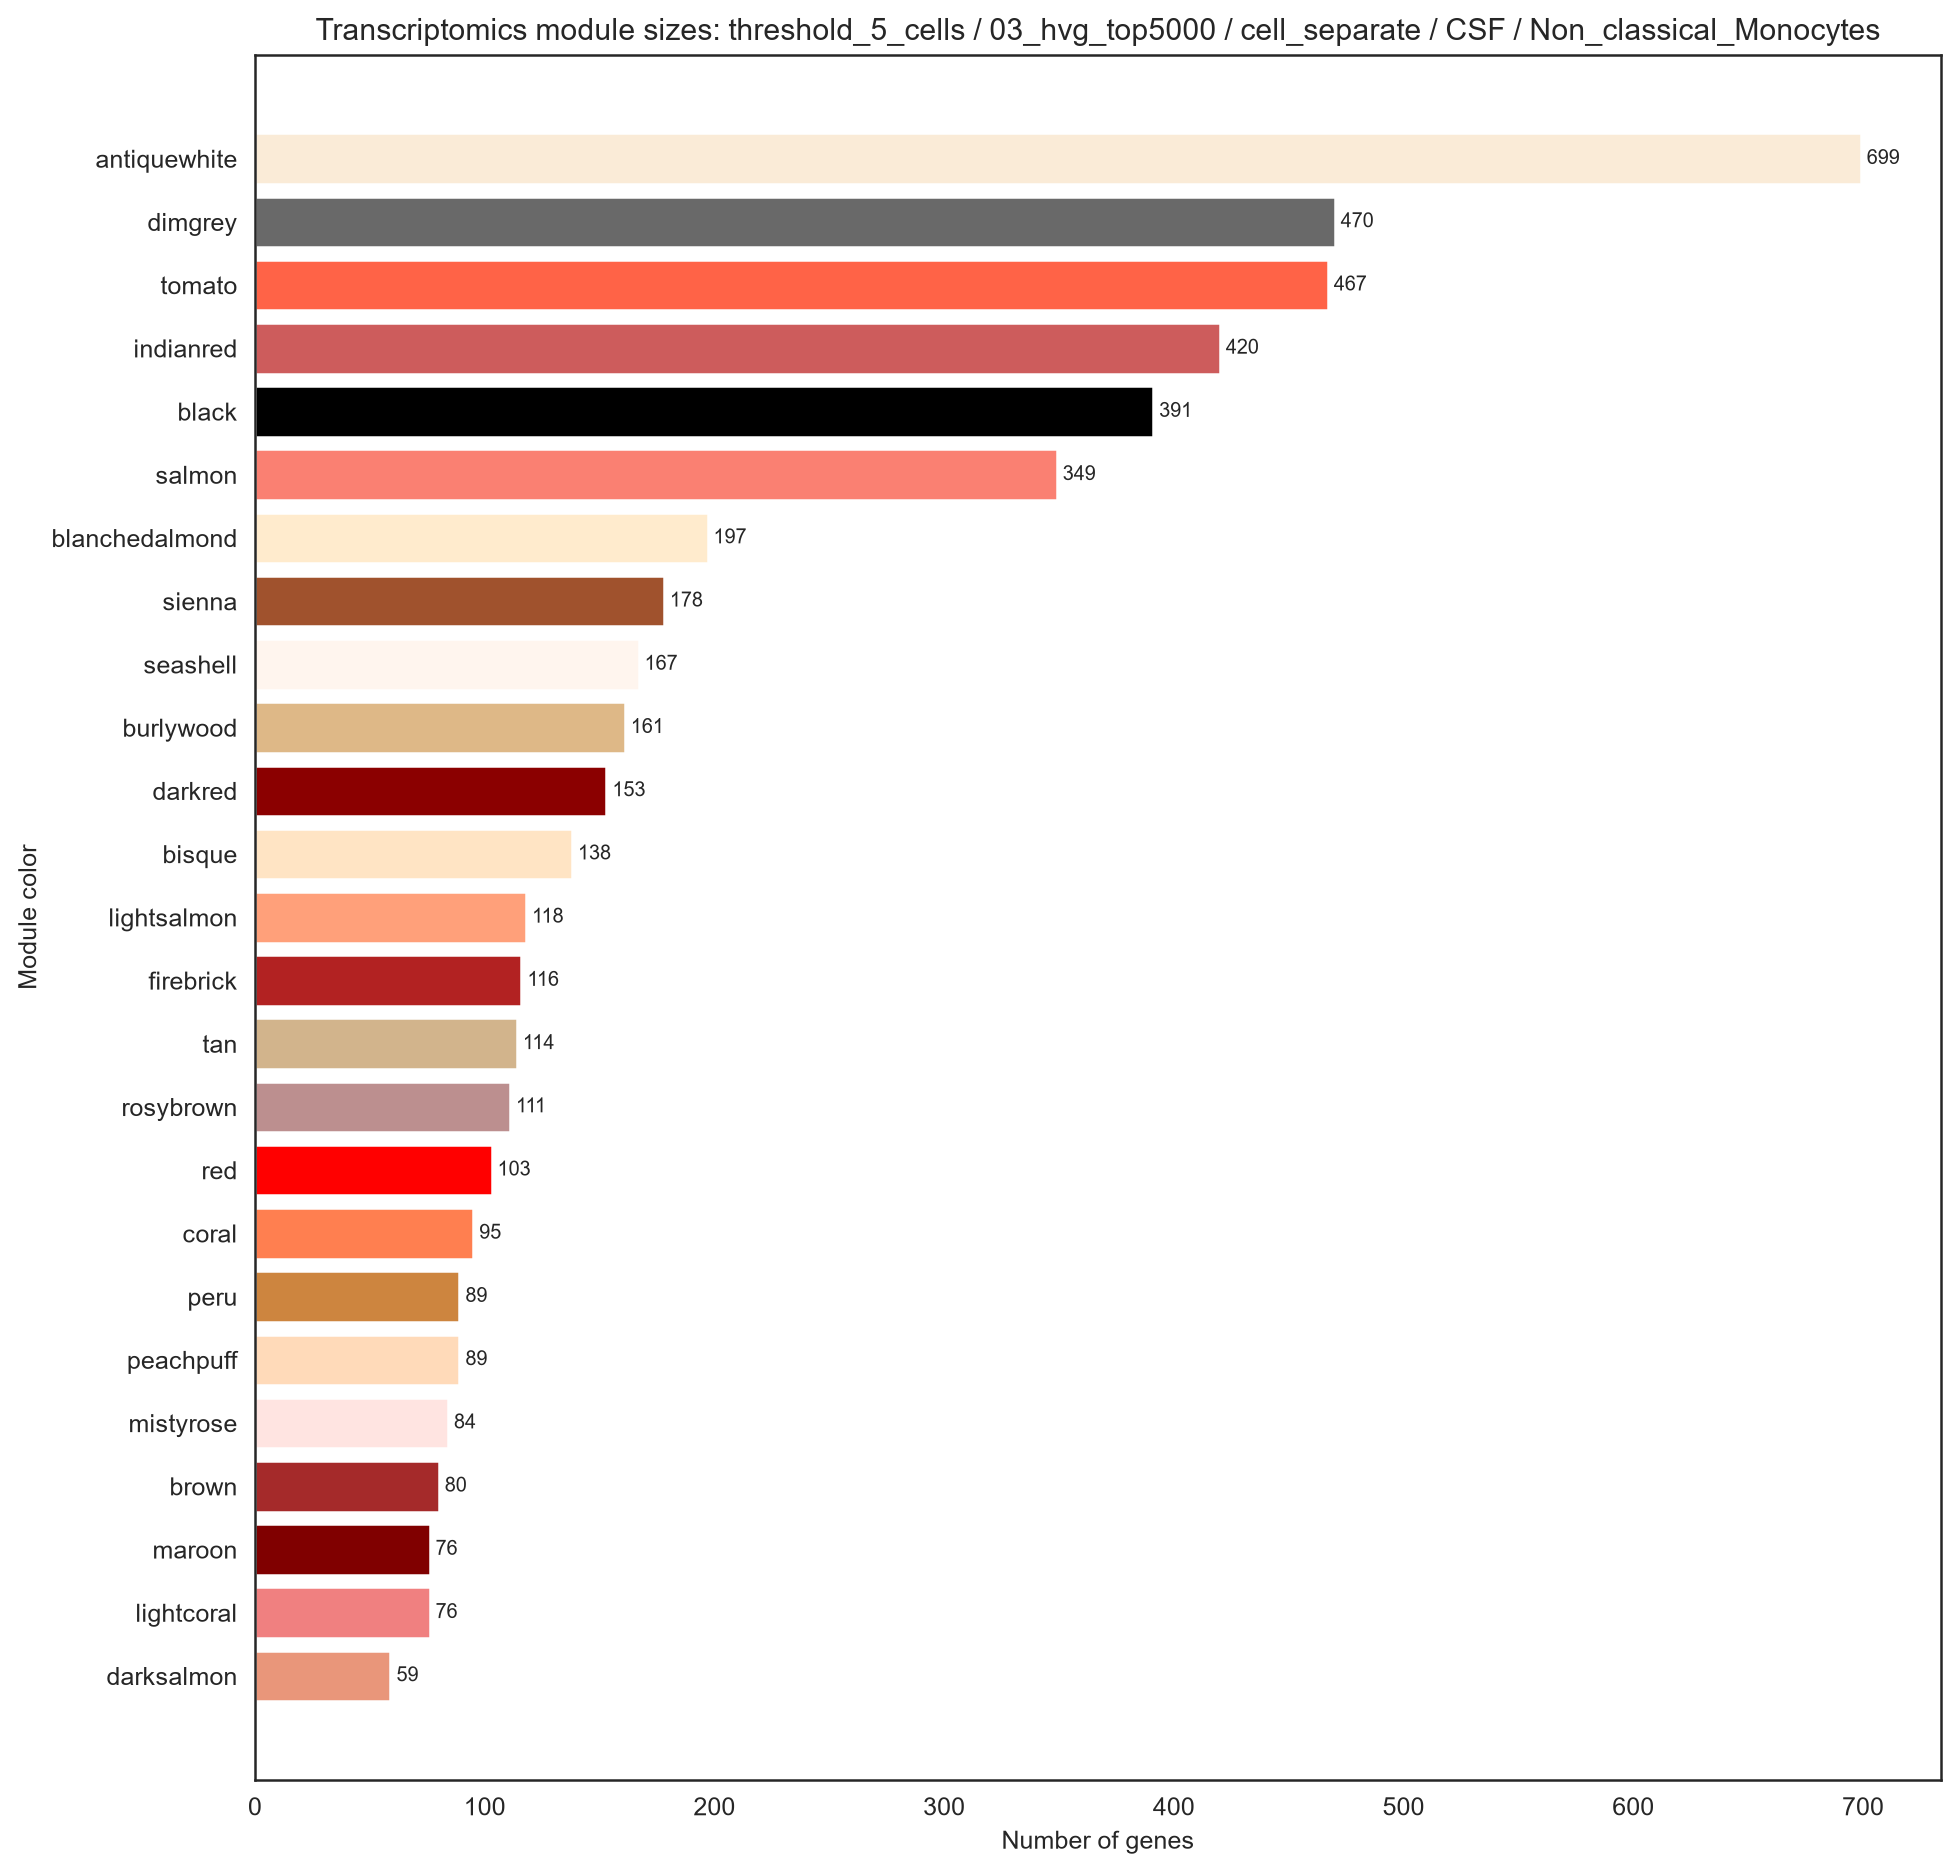 Transcriptomics module sizes: threshold_5_cells / 03_hvg_top5000 / cell_separate / CSF / Non_classical_Monocytes
Module color
antiquewhite 699
dimgrey 470
tomato 467
indianred 420
black 391
salmon 349
blanchedalmond 197
sienna 178
seashell 167
burlywood 161
darkred 153
bisque 138
lightsalmon 118
firebrick 116
tan 114
rosybrown 111
red 103
coral 95
peru 89
peachpuff 89
mistyrose 84
brown 80
maroon 76
lightcoral 76
darksalmon 59
0 100 200 300 400 500 600 700
Number of genes